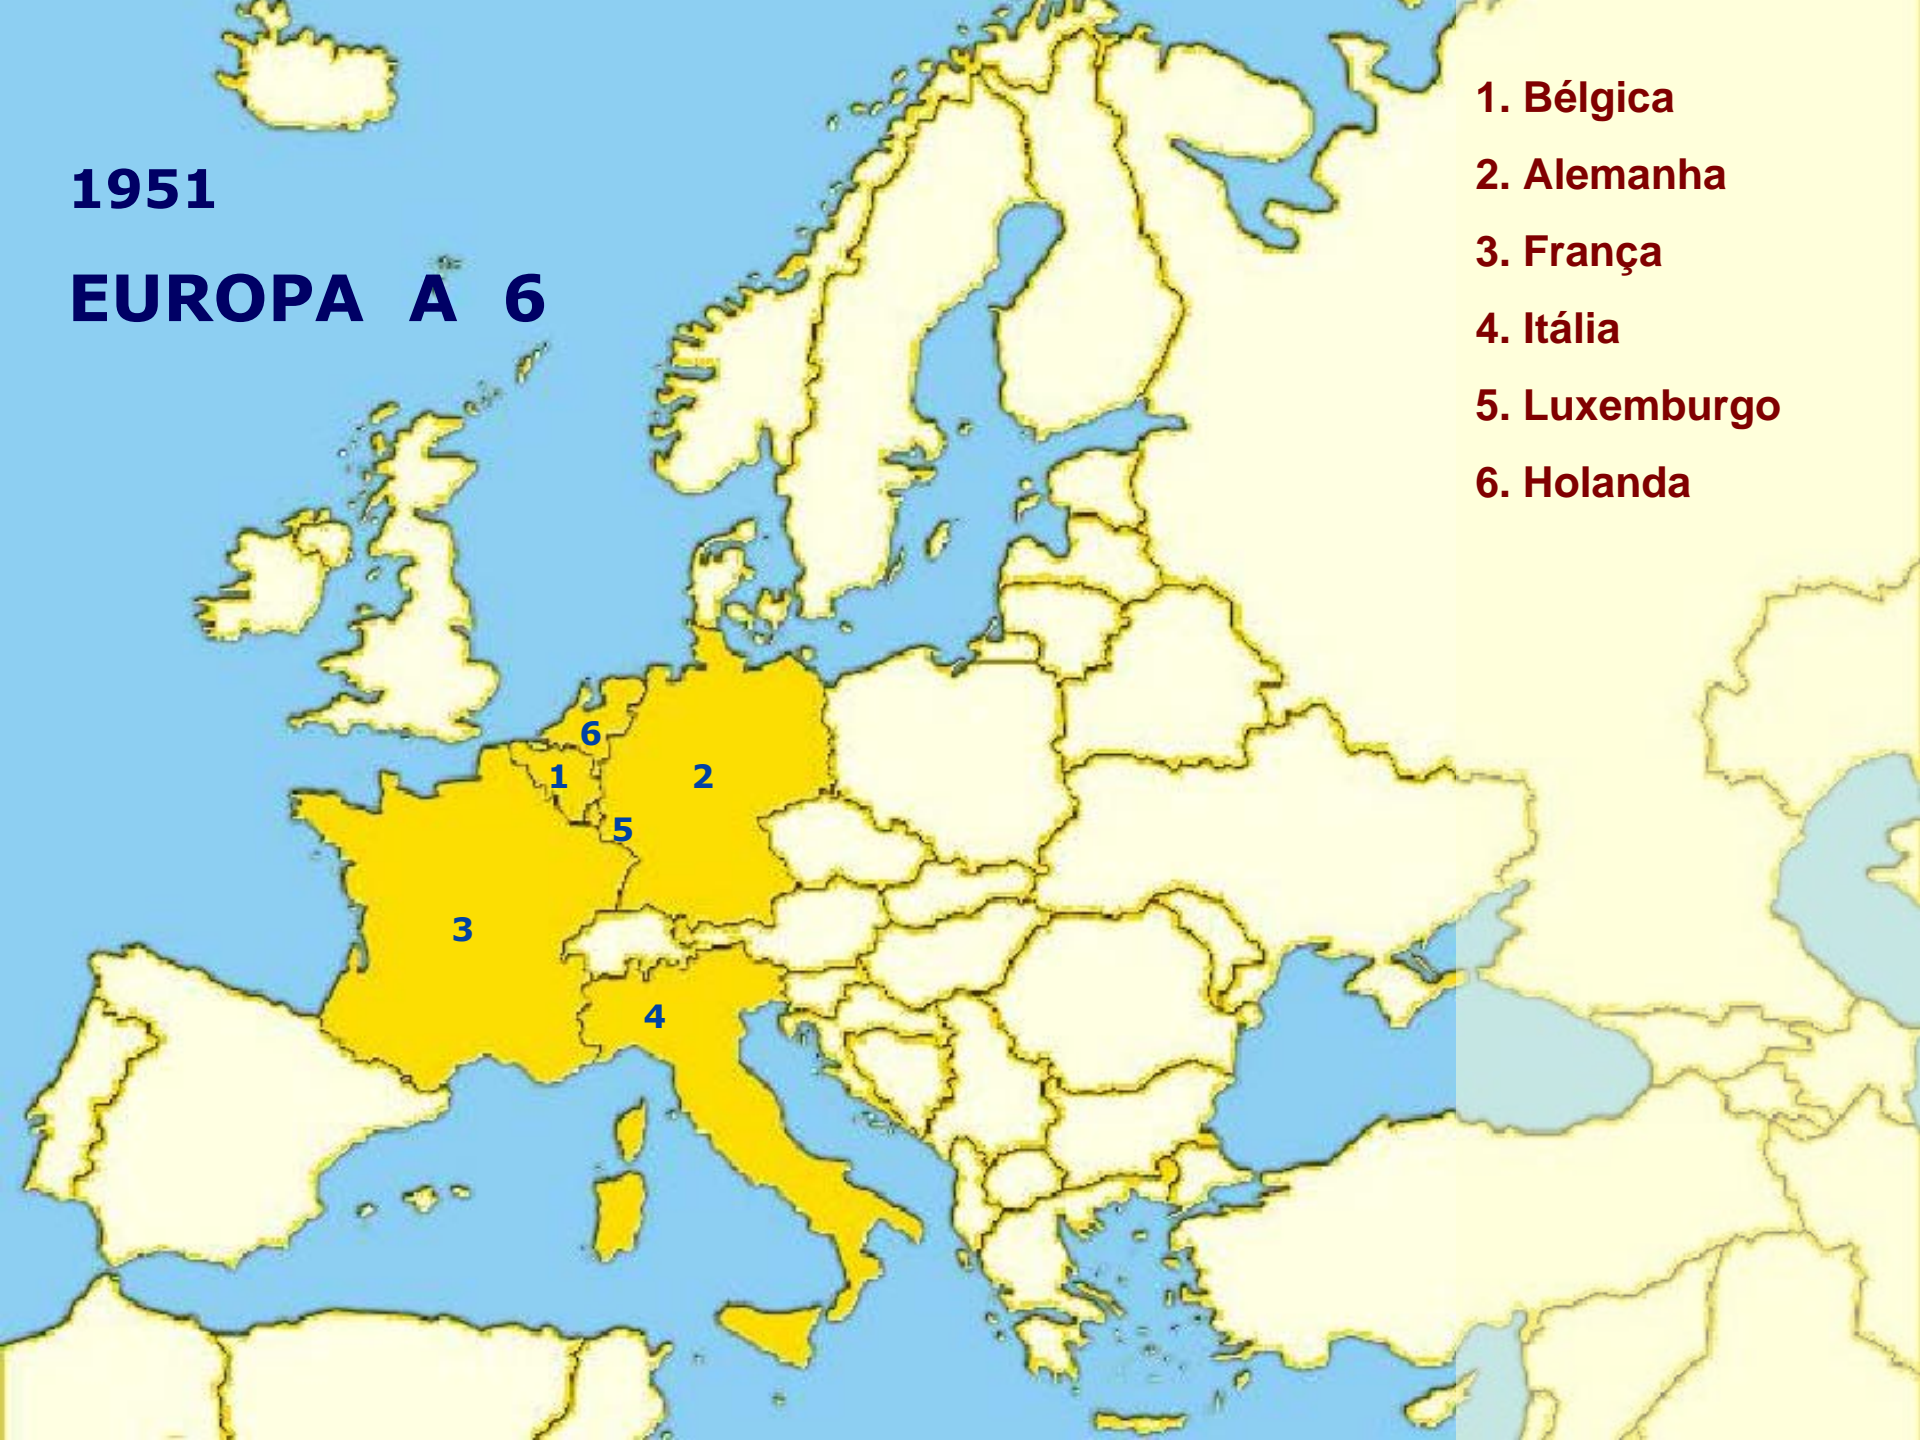 1951
EUROPA A 6
1. Bélgica
2. Alemanha
3. França
4. Itália
5. Luxemburgo
6. Holanda
6
1
2
5
3
4